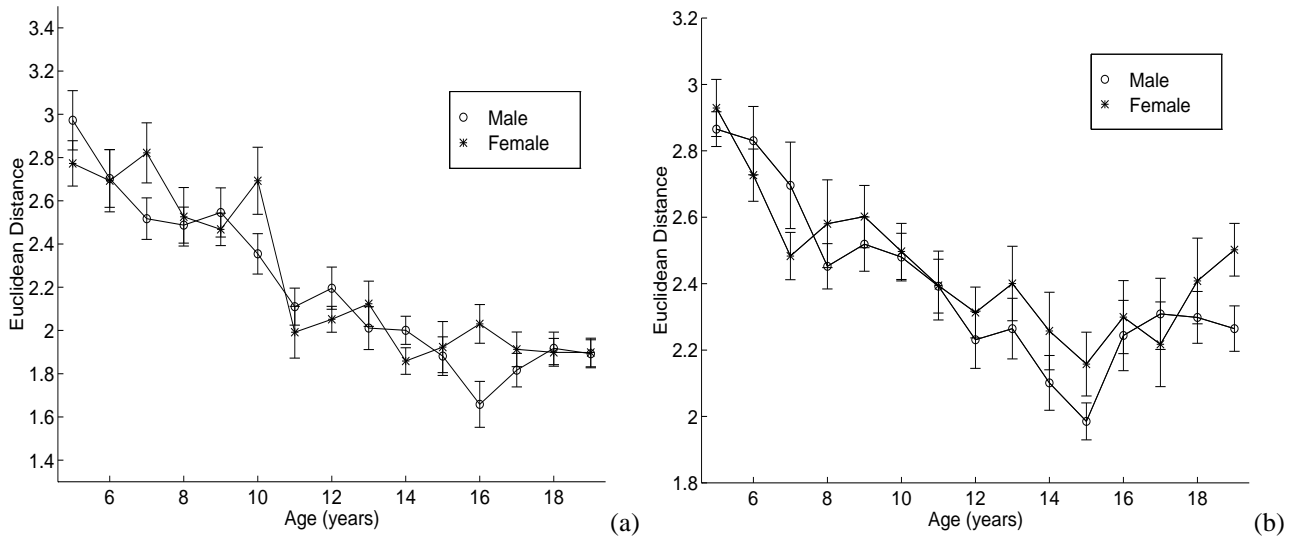 3.4
3.2
3
2.8
2.6
2.4
2.2
2
1.8
1.6
1.4
Euclidean Distance
Male
Female
6 8 10 12 14 16 18
Age (years)
(a)
3.2
3
2.8
2.6
2.4
2.2
2
1.8
Euclidean Distance
Male
Female
6 8 10 12 14 16 18
Age (years)
(b)